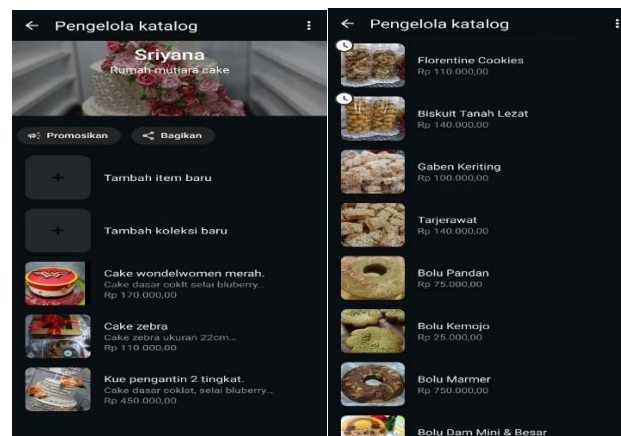 Pengelola katalog
Sriyana
Rumah mutiara cake
Promosikan
Bagikan
Tambah item baru
Tambah koleksi baru
Cake wondelwomen merah.
Cake dasar coklt selai bluberry...
Rp 170.000,00
Cake zebra
Cake zebra ukuran 22cm...
Rp 110.000,00
Kue pengantin 2 tingkat.
Cake dasar coklat, selai bluberry...
Rp 450.000,00
Pengelola katalog
Florentine Cookies
Rp 110.000,00
Biskuit Tanah Lezat
Rp 140.000,00
Gaben Keriting
Rp 100.000,00
Tarjerawat
Rp 140.000,00
Bolu Pandan
Rp 75.000,00
Bolu Kemojo
Rp 25.000,00
Bolu Marmer
Rp 750.000,00
Bolu Dam Mini & Besar